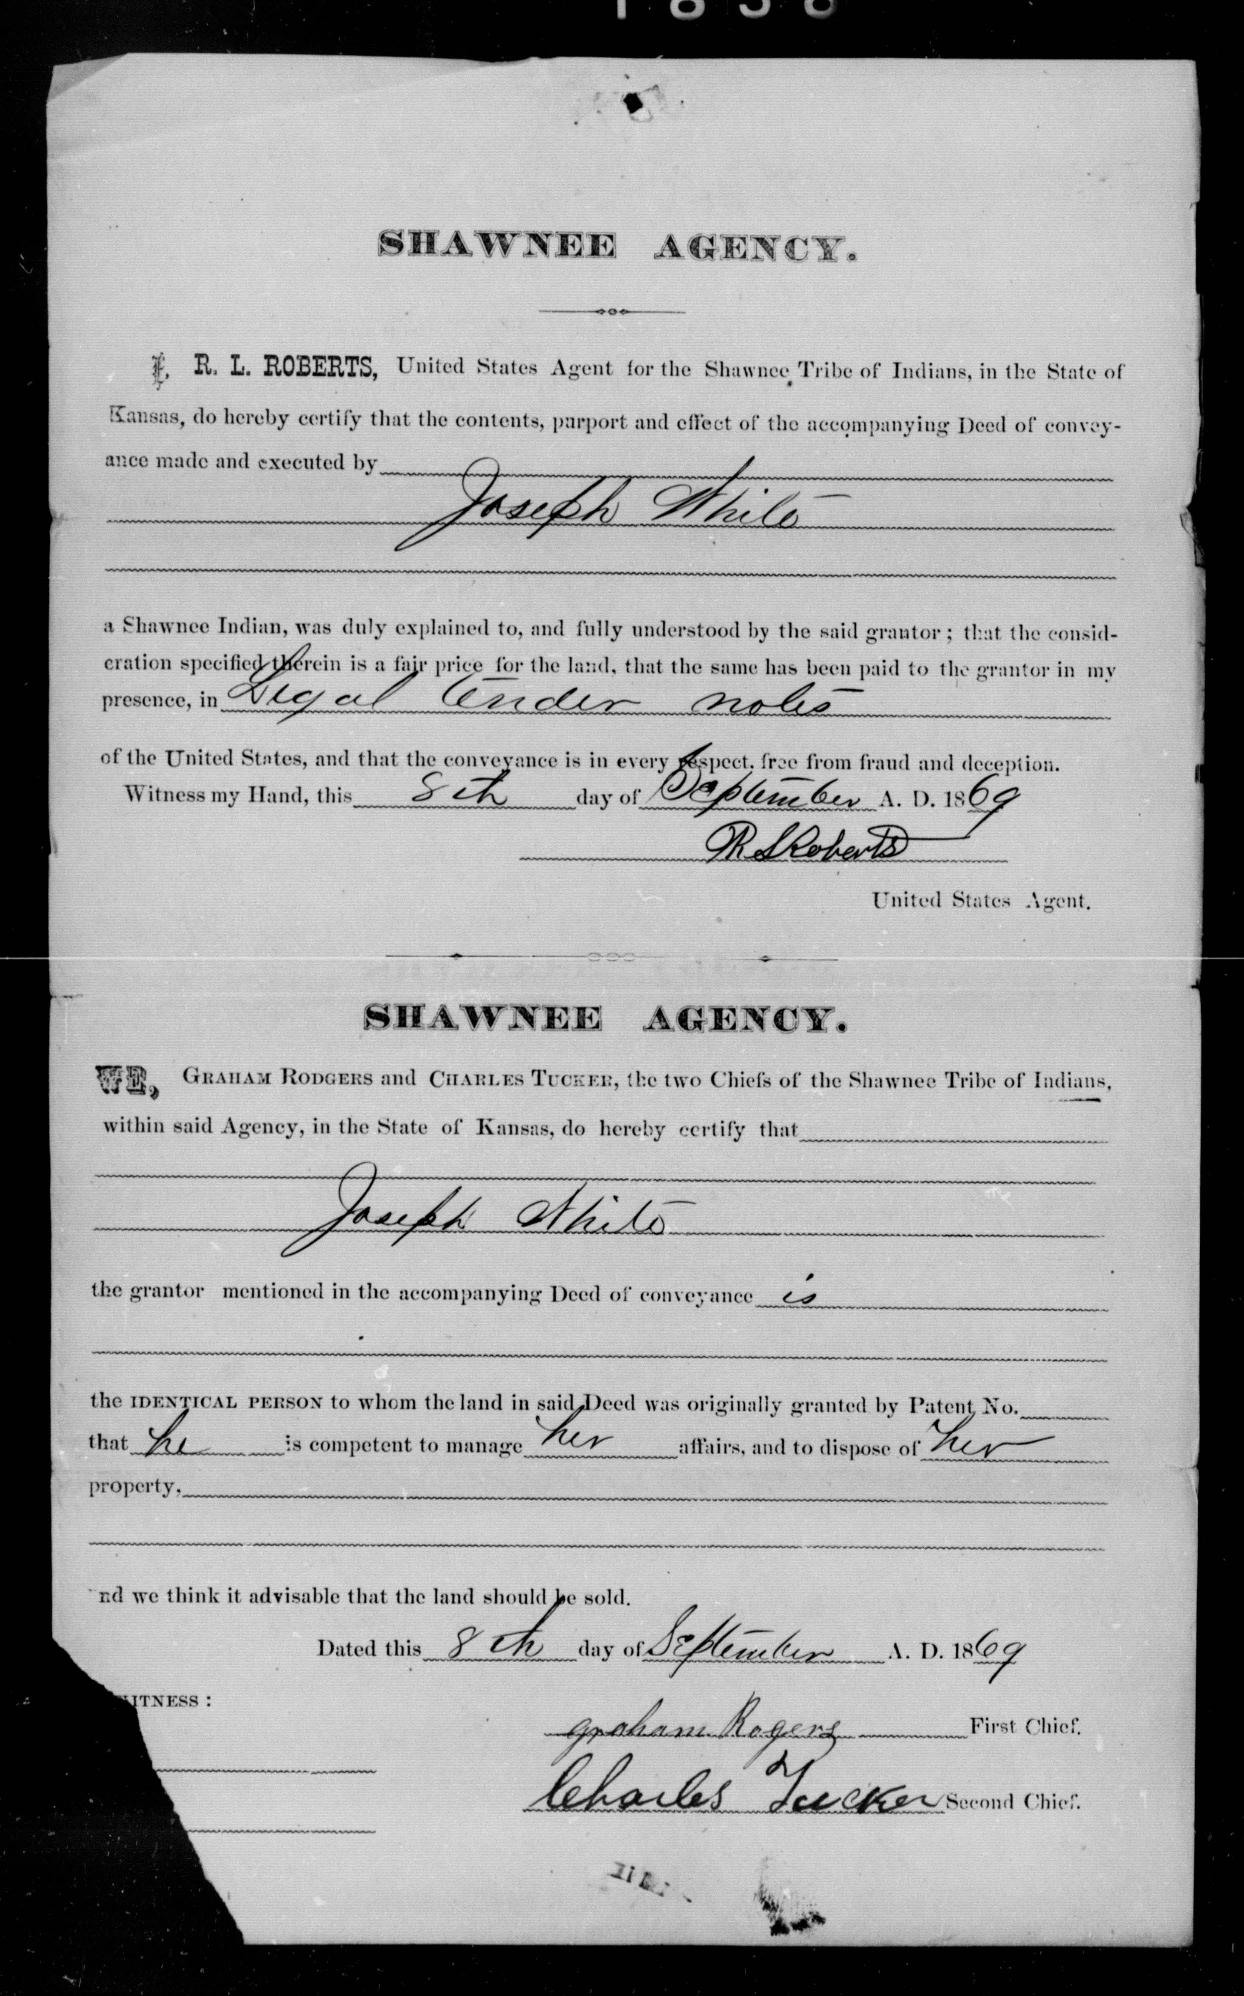 1838
SHAWNEE AGENCY.
I, R. L. ROBERTS, United States Agent for the Shawnee Tribe of Indians, in the State of
Kansas, do hereby certify that the contents, purport and effect of the accompanying Deed of convey-
ance made and executed by
Joseph White
a Shawnee Indian, was duly explained to, and fully understood by the said grantor; that the consid-
eration specified therein is a fair price for the land, that the same has been paid to the grantor in my
presence, in Legal Tender notes
of the United States, and that the conveyance is in every respect, free from fraud and deception.
Witness my Hand, this 8th day of September A. D. 1869
R L Roberts
United States Agent.
SHAWNEE AGENCY.
WE, GRAHAM RODGERS and CHARLES TUCKER, the two Chiefs of the Shawnee Tribe of Indians,
within said Agency, in the State of Kansas, do hereby certify that
Joseph White
the grantor mentioned in the accompanying Deed of conveyance is
the IDENTICAL PERSON to whom the land in said Deed was originally granted by Patent No.
that he is competent to manage her affairs, and to dispose of her
property,
nd we think it advisable that the land should be sold.
Dated this 8th day of September A. D. 1869
ITNESS :
graham Rogers First Chief.
Charles Tucker Second Chief.